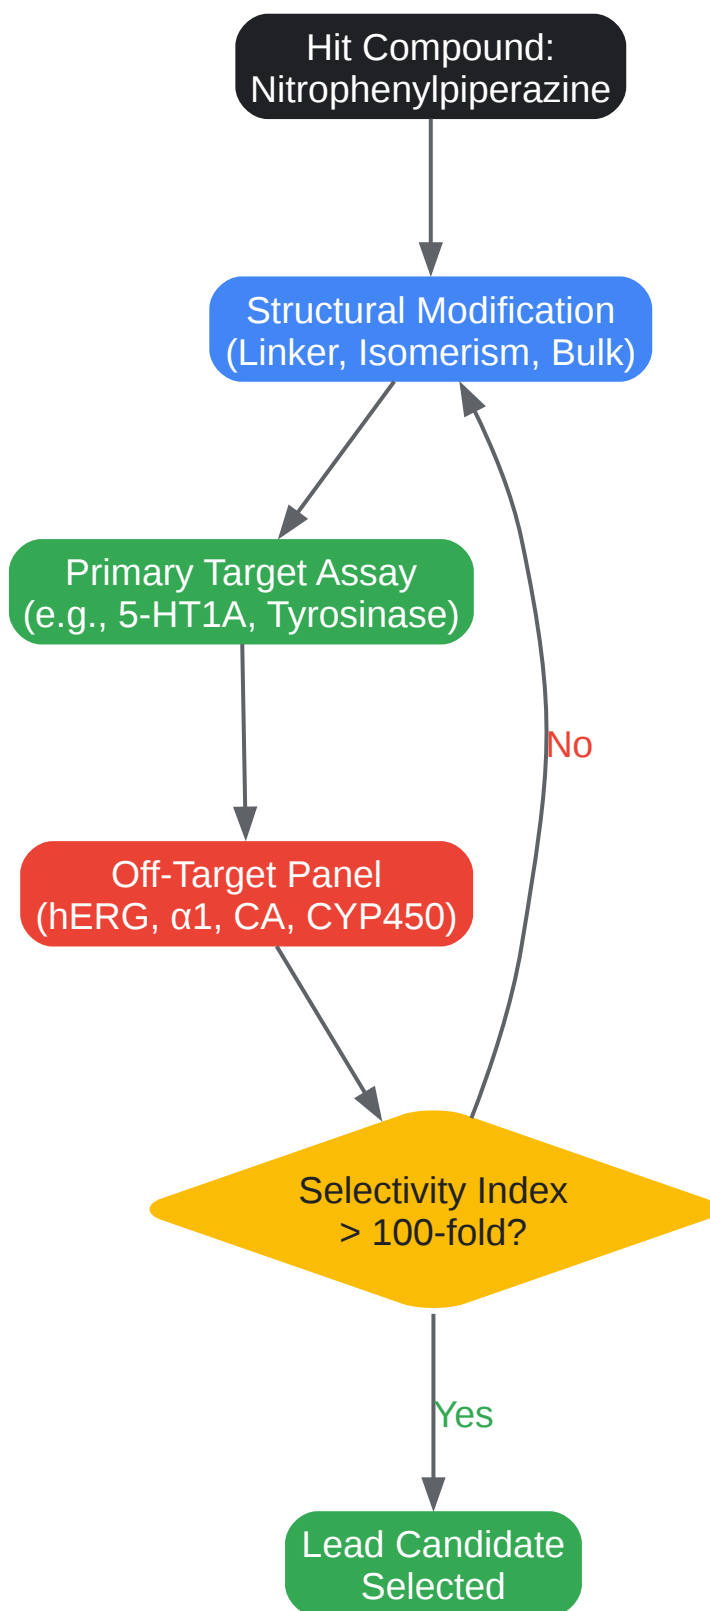 Hit Compound:
Nitrophenylpiperazine
Structural Modification
(Linker, Isomerism, Bulk)
Primary Target Assay
(e.g., 5-HT1A, Tyrosinase)
No
Off-Target Panel
(hERG, α1, CA, CYP450)
Selectivity Index
> 100-fold?
Yes
Lead Candidate
Selected